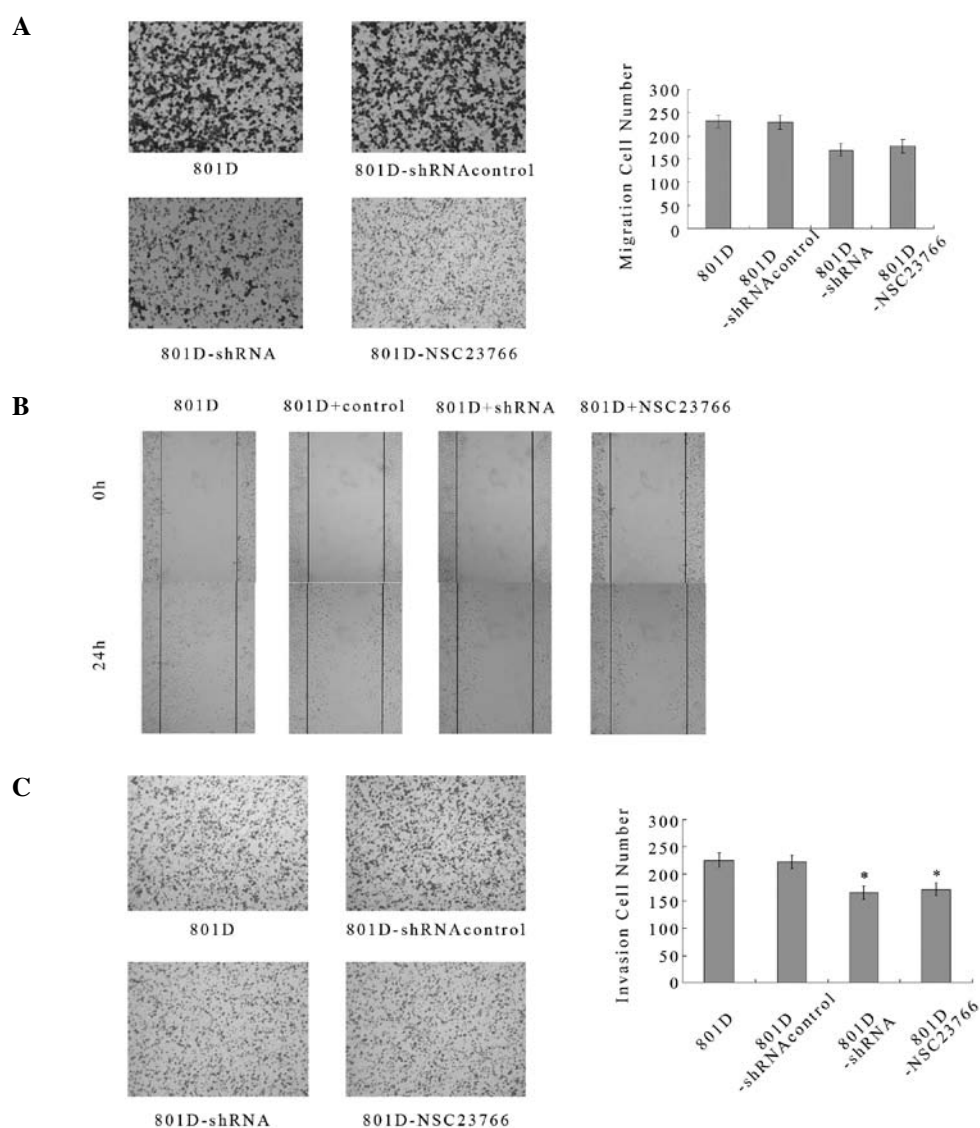 A
801D
801D-shRNAcontrol
801D-shRNA
801D-NSC23766
Migration Cell Number
300
250
200
150
100
50
0
801D
801D
-shRNAcontrol
801D
-shRNA
801D
-NSC23766
B
801D
801D+control
801D+shRNA
801D+NSC23766
0h
24h
C
801D
801D-shRNAcontrol
801D-shRNA
801D-NSC23766
Invasion Cell Number
300
250
200
150
100
50
0
*
*
801D
801D
-shRNAcontrol
801D
-shRNA
801D
-NSC23766